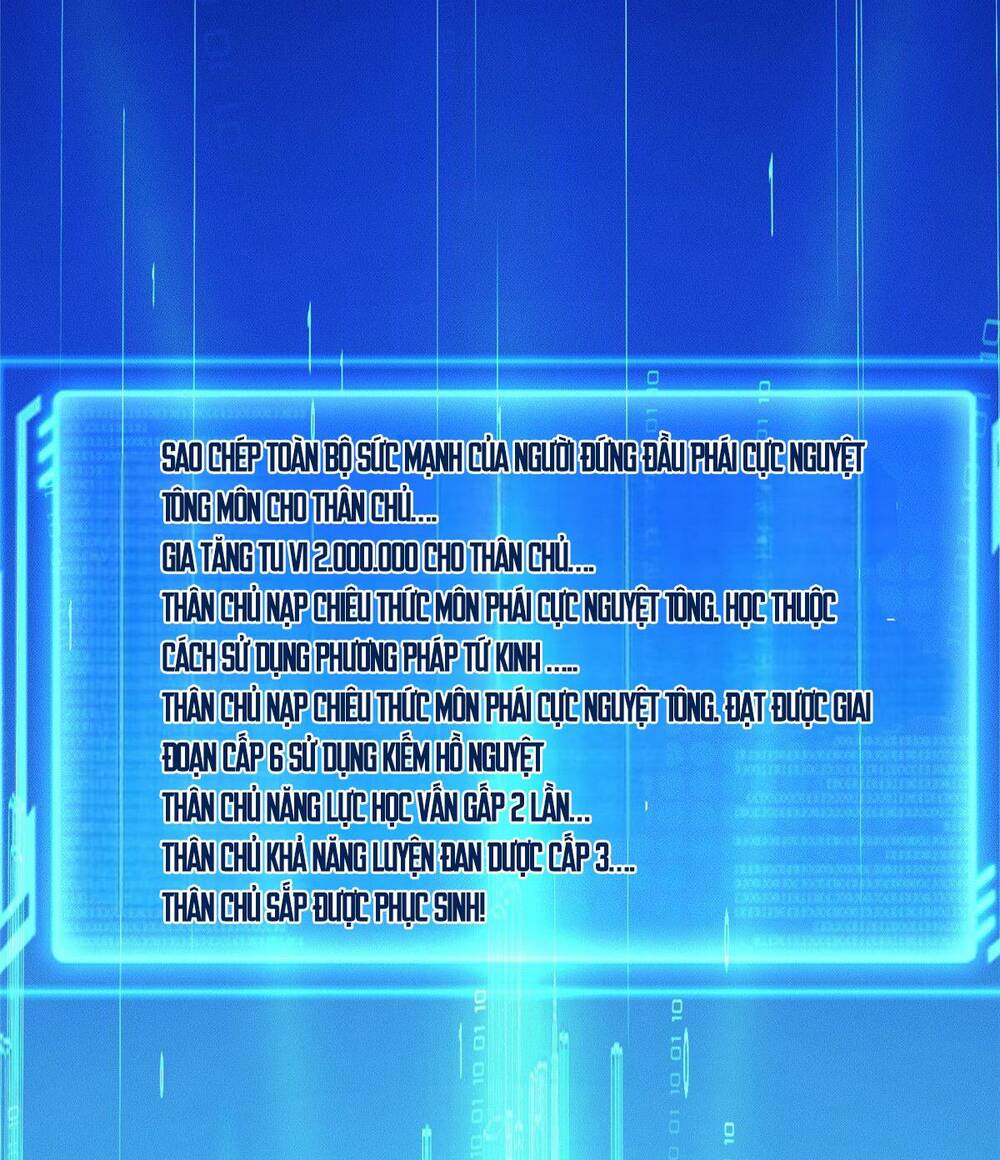 SAO CHÉP TOÀN BỘ SỨC MẠNH CỦA NGƯỜI ĐỨNG ĐẦU PHÁI CỰC NGUYỆT
TÔNG MÔN CHO THÂN CHỦ....
GIA TĂNG TU VI 2.000.000 CHO THÂN CHỦ....
THÂN CHỦ NẠP CHIÊU THỨC MÔN PHÁI CỰC NGUYỆT TÔNG. HỌC THUỘC
CÁCH SỬ DỤNG PHƯƠNG PHÁP TỨ KINH .....
THÂN CHỦ NẠP CHIÊU THỨC MÔN PHÁI CỰC NGUYỆT TÔNG. ĐẠT ĐƯỢC GIAI
ĐOẠN CẤP 6 SỬ DỤNG KIẾM HỒ NGUYỆT
THÂN CHỦ NĂNG LỰC HỌC VẤN GẤP 2 LẦN...
THÂN CHỦ KHẢ NĂNG LUYỆN ĐAN DƯỢC CẤP 3....
THÂN CHỦ SẮP ĐƯỢC PHỤC SINH!